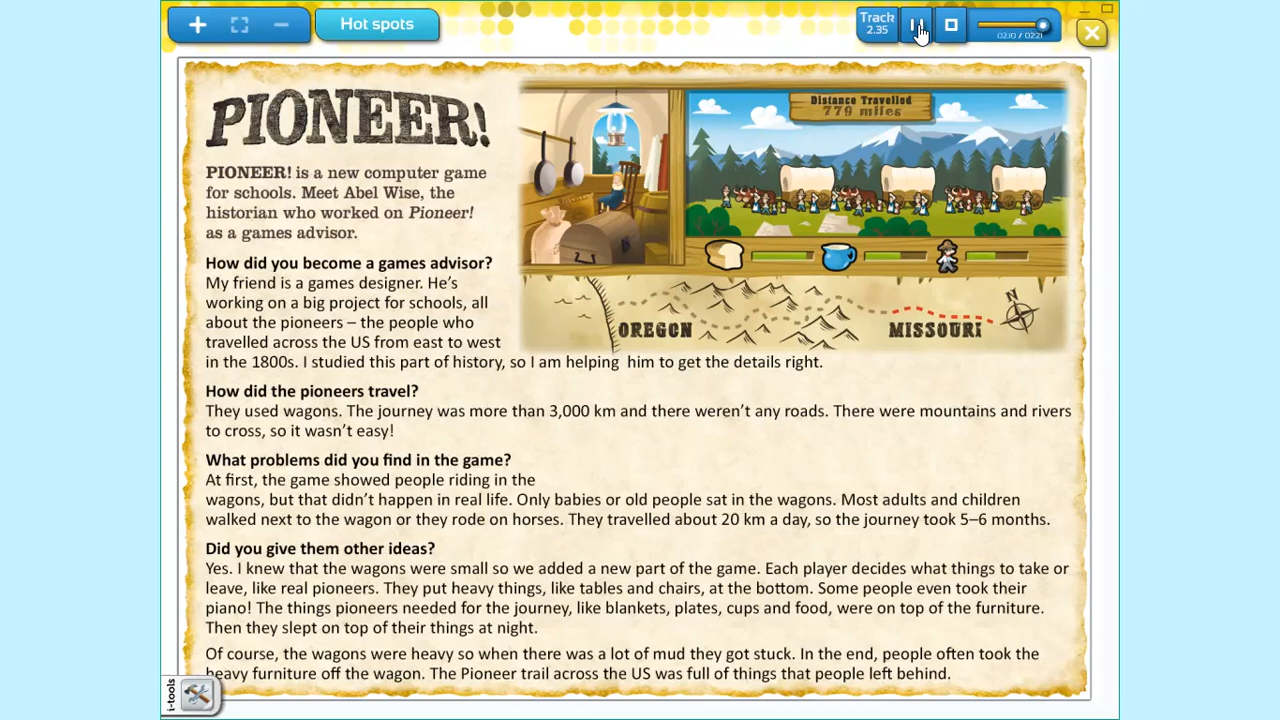 Hot spots
Track
2.35
02:10 / 02:21
PIONEER!
Distance Travelled
779 miles
PIONEER! is a new computer game
for schools. Meet Abel Wise, the
historian who worked on Pioneer!
as a games advisor.
How did you become a games advisor?
My friend is a games designer. He's
working on a big project for schools, all
about the pioneers – the people who
travelled across the US from east to west
in the 1800s. I studied this part of history, so I am helping him to get the details right.
N
OREGON
MISSOURI
How did the pioneers travel?
They used wagons. The journey was more than 3,000 km and there weren't any roads. There were mountains and rivers
to cross, so it wasn't easy!
What problems did you find in the game?
At first, the game showed people riding in the
wagons, but that didn't happen in real life. Only babies or old people sat in the wagons. Most adults and children
walked next to the wagon or they rode on horses. They travelled about 20 km a day, so the journey took 5–6 months.
Did you give them other ideas?
Yes. I knew that the wagons were small so we added a new part of the game. Each player decides what things to take or
leave, like real pioneers. They put heavy things, like tables and chairs, at the bottom. Some people even took their
piano! The things pioneers needed for the journey, like blankets, plates, cups and food, were on top of the furniture.
Then they slept on top of their things at night.
Of course, the wagons were heavy so when there was a lot of mud they got stuck. In the end, people often took the
heavy furniture off the wagon. The Pioneer trail across the US was full of things that people left behind.
i-tools